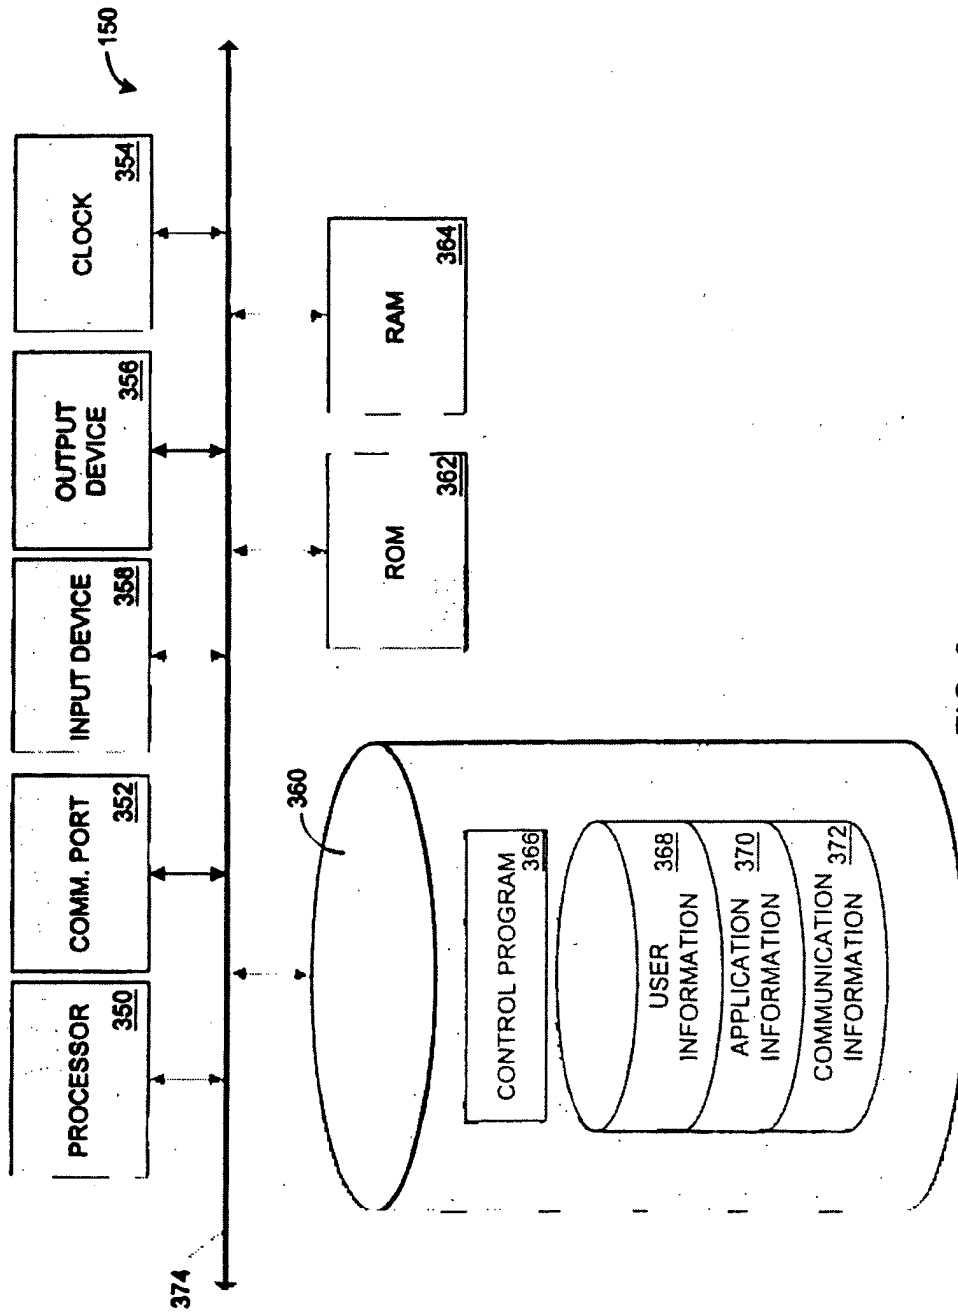 150
PROCESSOR
350
COMM. PORT
352
INPUT DEVICE
358
OUTPUT
DEVICE
356
CLOCK
354
374
360
ROM
362
RAM
364
CONTROL PROGRAM
366
USER
INFORMATION
368
APPLICATION
INFORMATION
370
COMMUNICATION
INFORMATION
372